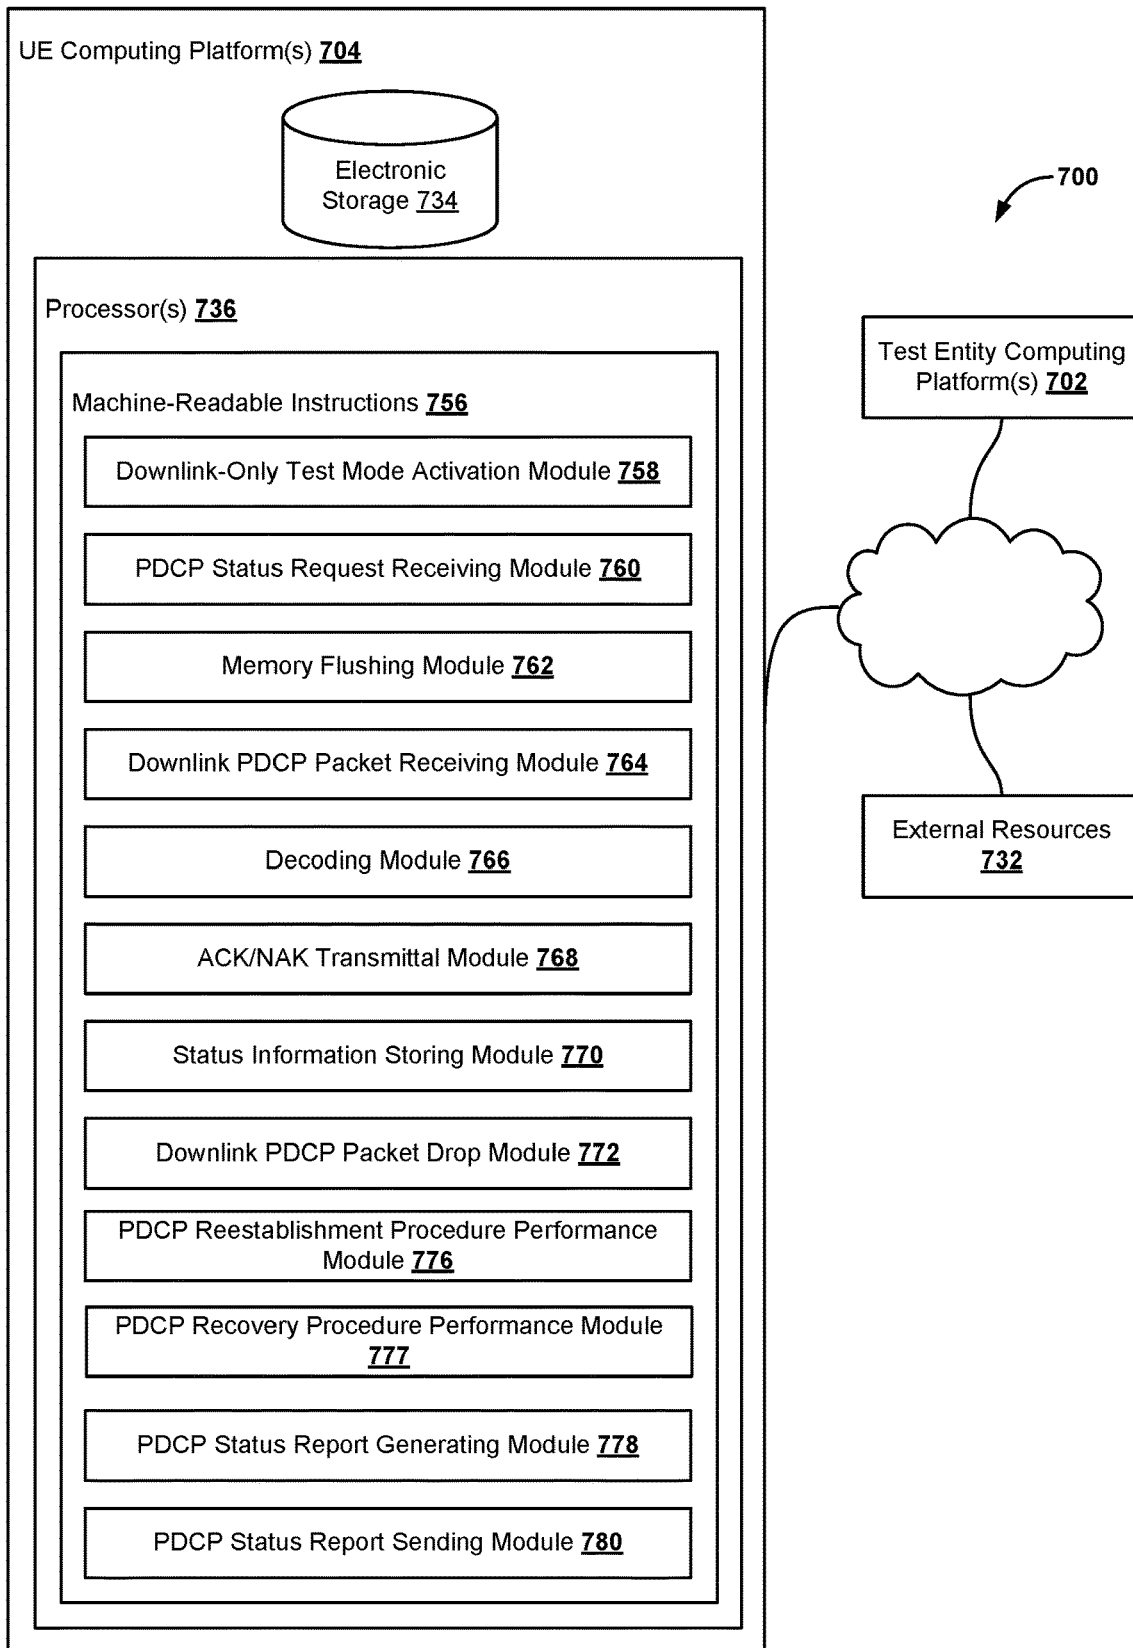 UE Computing Platform(s) 704
Electronic
Storage 734
700
Processor(s) 736
Test Entity Computing
Platform(s) 702
Machine-Readable Instructions 756
Downlink-Only Test Mode Activation Module 758
PDCP Status Request Receiving Module 760
Memory Flushing Module 762
Downlink PDCP Packet Receiving Module 764
External Resources
732
Decoding Module 766
ACK/NAK Transmittal Module 768
Status Information Storing Module 770
Downlink PDCP Packet Drop Module 772
PDCP Reestablishment Procedure Performance
Module 776
PDCP Recovery Procedure Performance Module
777
PDCP Status Report Generating Module 778
PDCP Status Report Sending Module 780